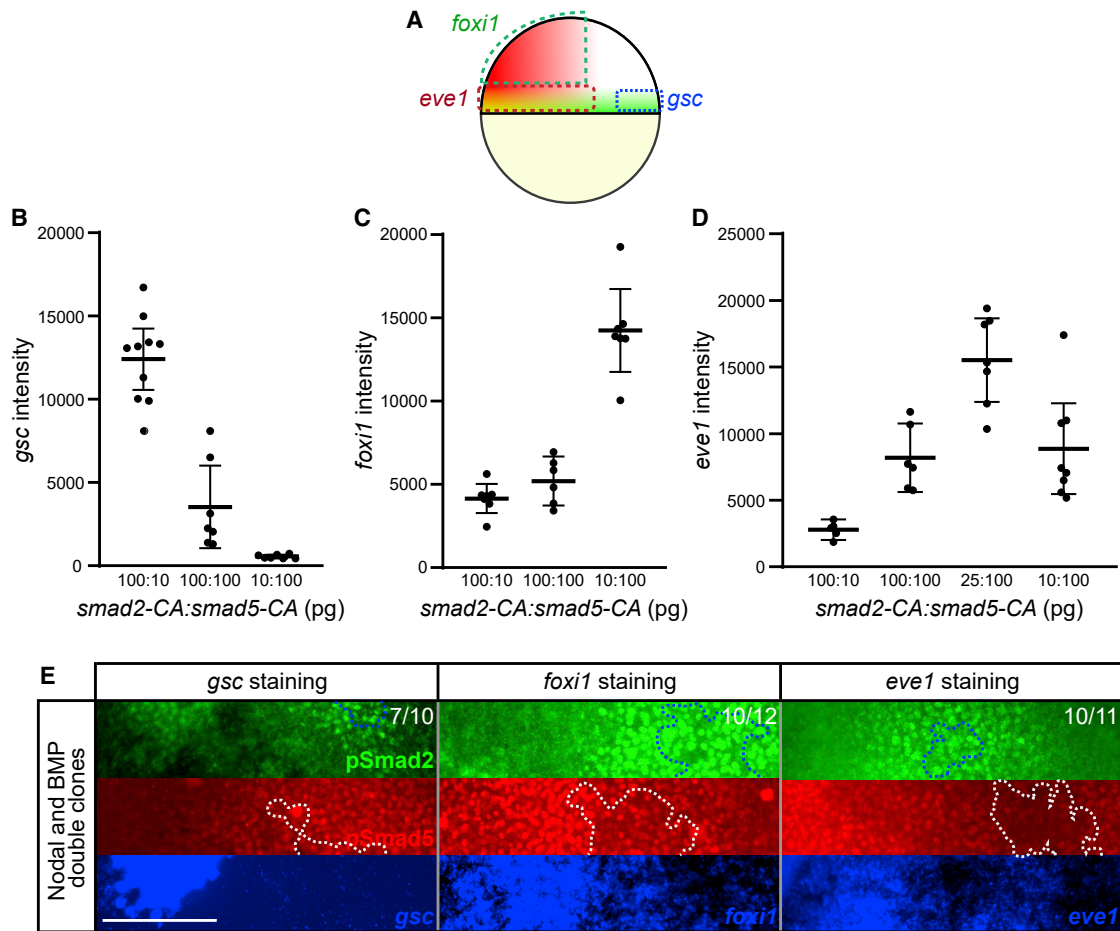 A
foxi1
eve1
gsc
B
20000
15000
10000
5000
0
gsc intensity
100:10 100:100 10:100
smad2-CA:smad5-CA (pg)
C
20000
15000
10000
5000
0
foxi1 intensity
100:10 100:100 10:100
smad2-CA:smad5-CA (pg)
D
25000
20000
15000
10000
5000
0
eve1 intensity
100:10 100:100 25:100 10:100
smad2-CA:smad5-CA (pg)
E
gsc staining
foxi1 staining
eve1 staining
Nodal and BMP
double clones
7/10
10/12
10/11
pSmad2
pSmad5
gsc
foxi1
eve1